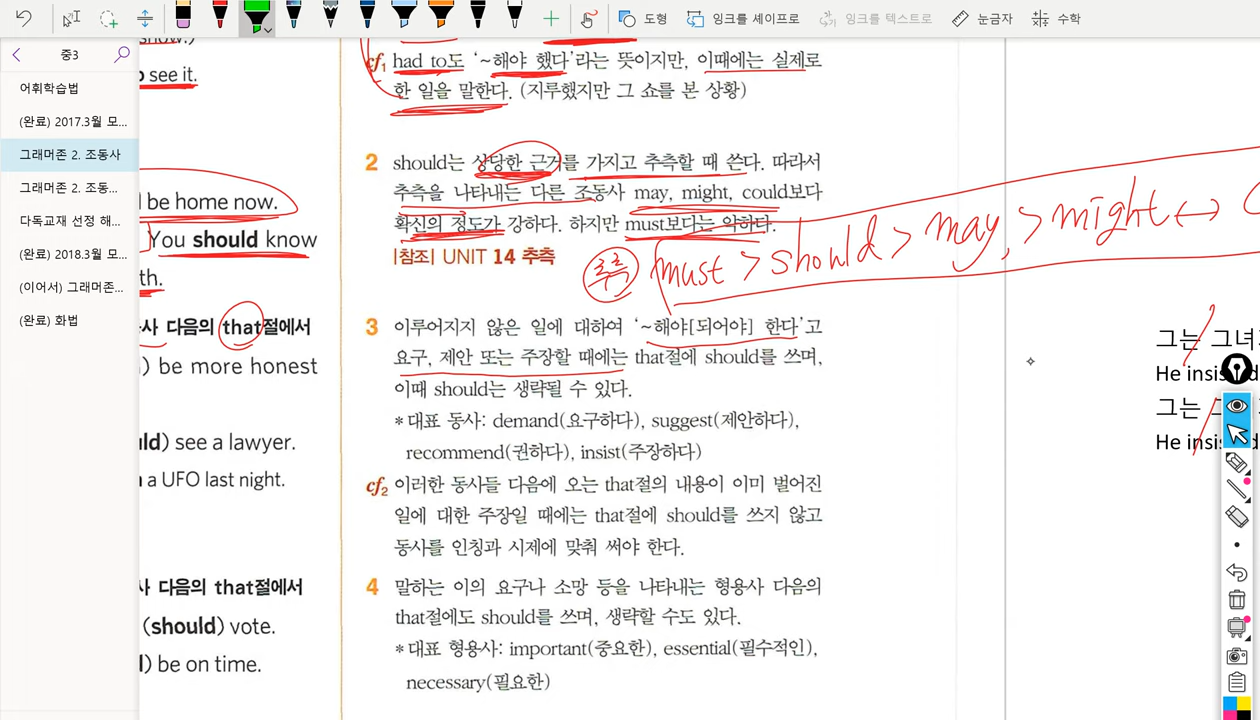 도형
잉크를 셰이프로
잉크를 텍스트로
눈금자
수학
중3
어휘학습법
(완료) 2017.3월 모...
그래머존 2. 조동사
그래머존 2. 조동...
다독교재 선정 해...
(완료) 2018.3월 모...
(이어서) 그래머존...
(완료) 화법
show.)
see it.
be home now.
You should know
th.
사 다음의 that절에서
) be more honest
uld) see a lawyer.
a UFO last night.
사 다음의 that절에서
(should) vote.
) be on time.
cf1 had to도 '~해야 했다'라는 뜻이지만, 이때에는 실제로
한 일을 말한다. (지루했지만 그 쇼를 본 상황)
2 should는 상당한 근거를 가지고 추측할 때 쓴다. 따라서
추측을 나타내는 다른 조동사 may, might, could보다
확신의 정도가 강하다. 하지만 must보다는 약하다.
|참조| UNIT 14 추측
추측 must > should > may, > might ↔ C
3 이루어지지 않은 일에 대하여 '~해야[되어야] 한다'고
요구, 제안 또는 주장할 때에는 that절에 should를 쓰며,
이때 should는 생략될 수 있다.
* 대표 동사: demand(요구하다), suggest(제안하다),
recommend(권하다), insist(주장하다)
cf2 이러한 동사들 다음에 오는 that절의 내용이 이미 벌어진
일에 대한 주장일 때에는 that절에 should를 쓰지 않고
동사를 인칭과 시제에 맞춰 써야 한다.
4 말하는 이의 요구나 소망 등을 나타내는 형용사 다음의
that절에도 should를 쓰며, 생략할 수도 있다.
* 대표 형용사: important(중요한), essential(필수적인),
necessary(필요한)
그는 그녀
He insis
그는
He insis